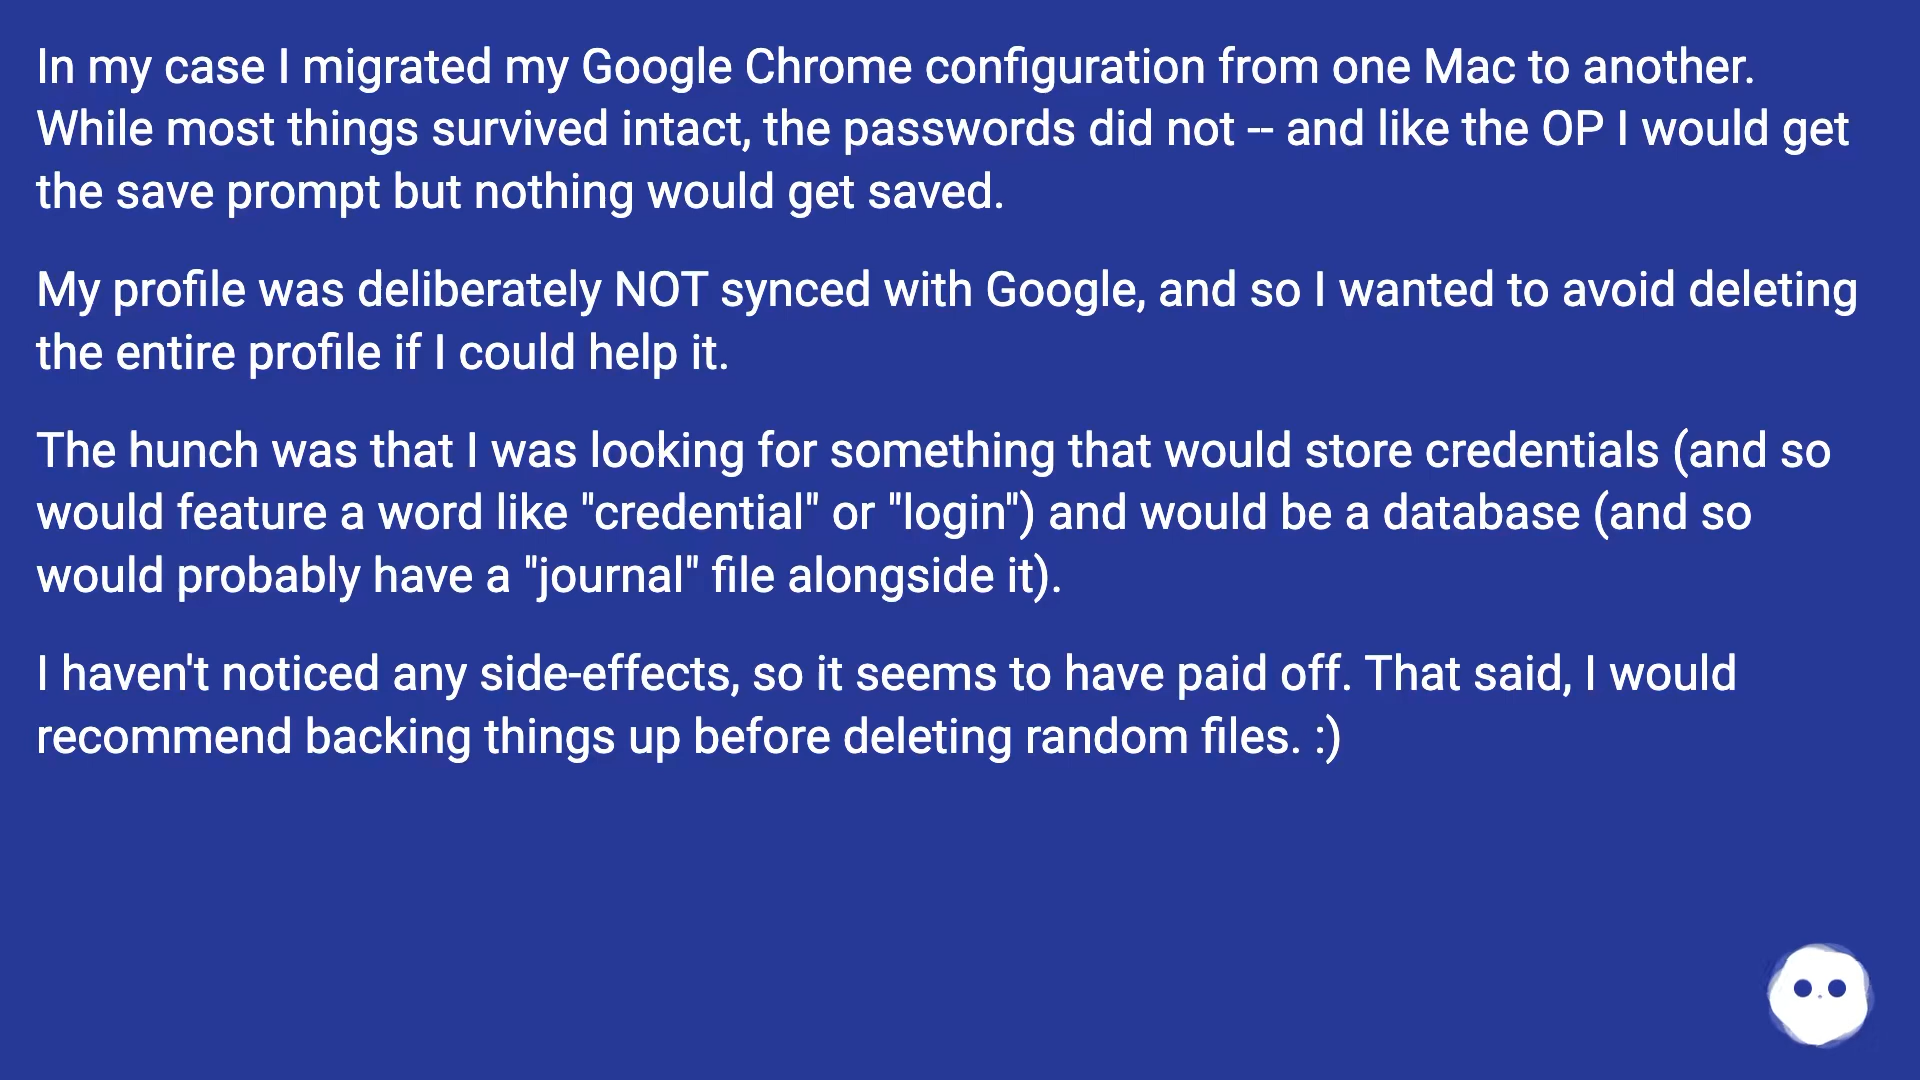 In my case I migrated my Google Chrome configuration from one Mac to another.
While most things survived intact, the passwords did not -- and like the OP I would get
the save prompt but nothing would get saved.
My profile was deliberately NOT synced with Google, and so I wanted to avoid deleting
the entire profile if I could help it.
The hunch was that I was looking for something that would store credentials (and so
would feature a word like "credential" or "login") and would be a database (and so
would probably have a "journal" file alongside it).
I haven't noticed any side-effects, so it seems to have paid off. That said, I would
recommend backing things up before deleting random files. :)